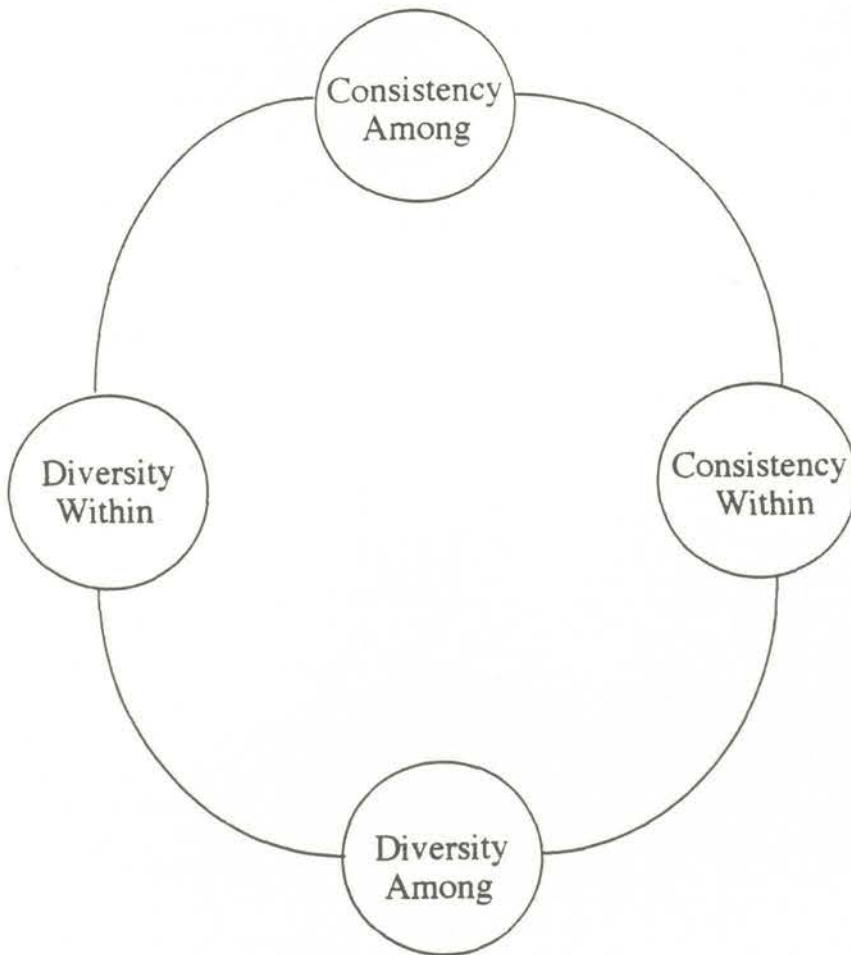 Consistency
Among
Diversity
Within
Consistency
Within
Diversity
Among